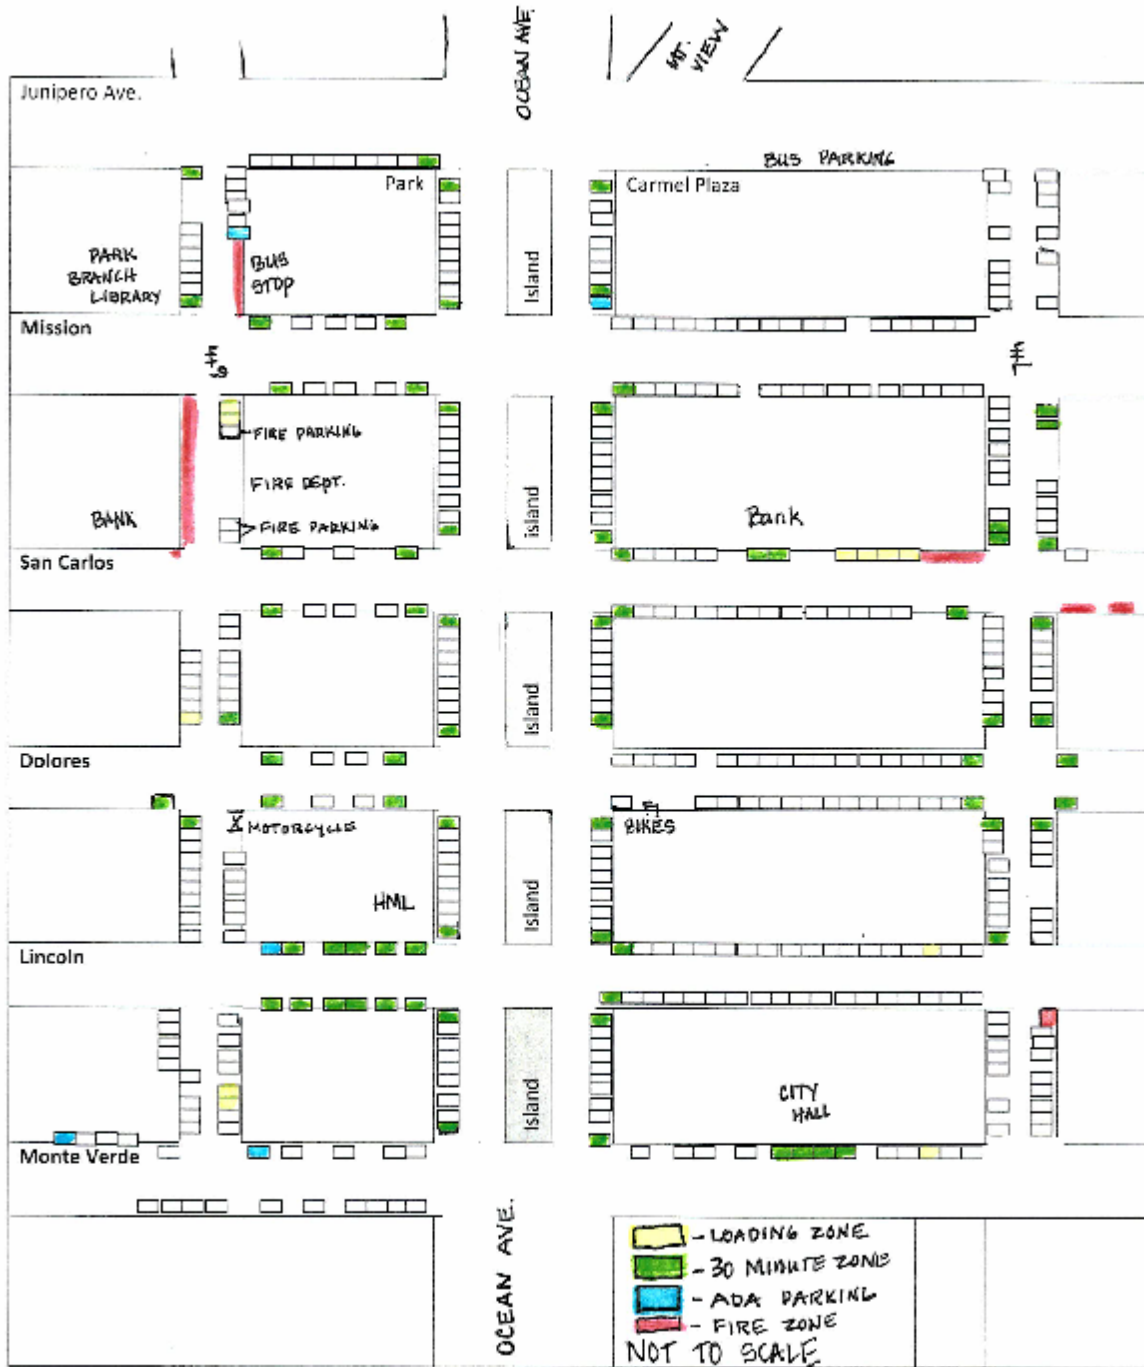 OCEAN AVE.
MT.
VIEW
Junipero Ave.
BUS PARKING
Park
Carmel Plaza
PARK
BRANCH
LIBRARY
BUS
STOP
Island
Mission
6TH
7TH
FIRE PARKING
FIRE DEPT.
BANK
FIRE PARKING
island
Bank
San Carlos
Island
Dolores
MOTORCYCLE
BIKES
HML
Island
Lincoln
Island
CITY
HALL
Monte Verde
OCEAN AVE.
- LOADING ZONE
- 30 MINUTE ZONE
- ADA PARKING
- FIRE ZONE
NOT TO SCALE